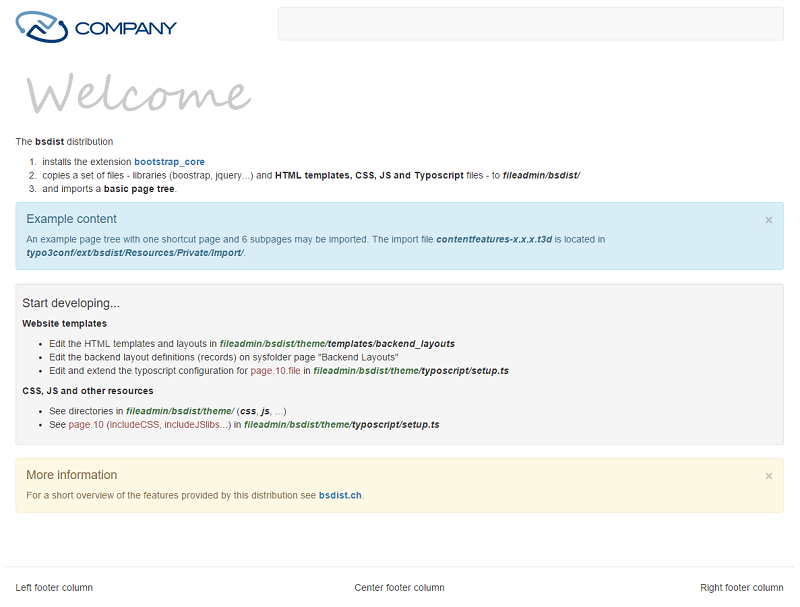 COMPANY
Welcome
The bsdist distribution
1. installs the extension bootstrap_core
2. copies a set of files - libraries (boostrap, jquery...) and HTML templates, CSS, JS and Typoscript files - to fileadmin/bsdist/
3. and imports a basic page tree.
Example content ×
An example page tree with one shortcut page and 6 subpages may be imported. The import file contentfeatures-x.x.x.t3d is located in
typo3conf/ext/bsdist/Resources/Private/Import/.
Start developing...
Website templates
• Edit the HTML templates and layouts in fileadmin/bsdist/theme/templates/backend_layouts
• Edit the backend layout definitions (records) on sysfolder page "Backend Layouts"
• Edit and extend the typoscript configuration for page.10.file in fileadmin/bsdist/theme/typoscript/setup.ts
CSS, JS and other resources
• See directories in fileadmin/bsdist/theme/ (css, js, ...)
• See page.10 (includeCSS, includeJSlibs...) in fileadmin/bsdist/theme/typoscript/setup.ts
More information ×
For a short overview of the features provided by this distribution see bsdist.ch.
Left footer column Center footer column Right footer column